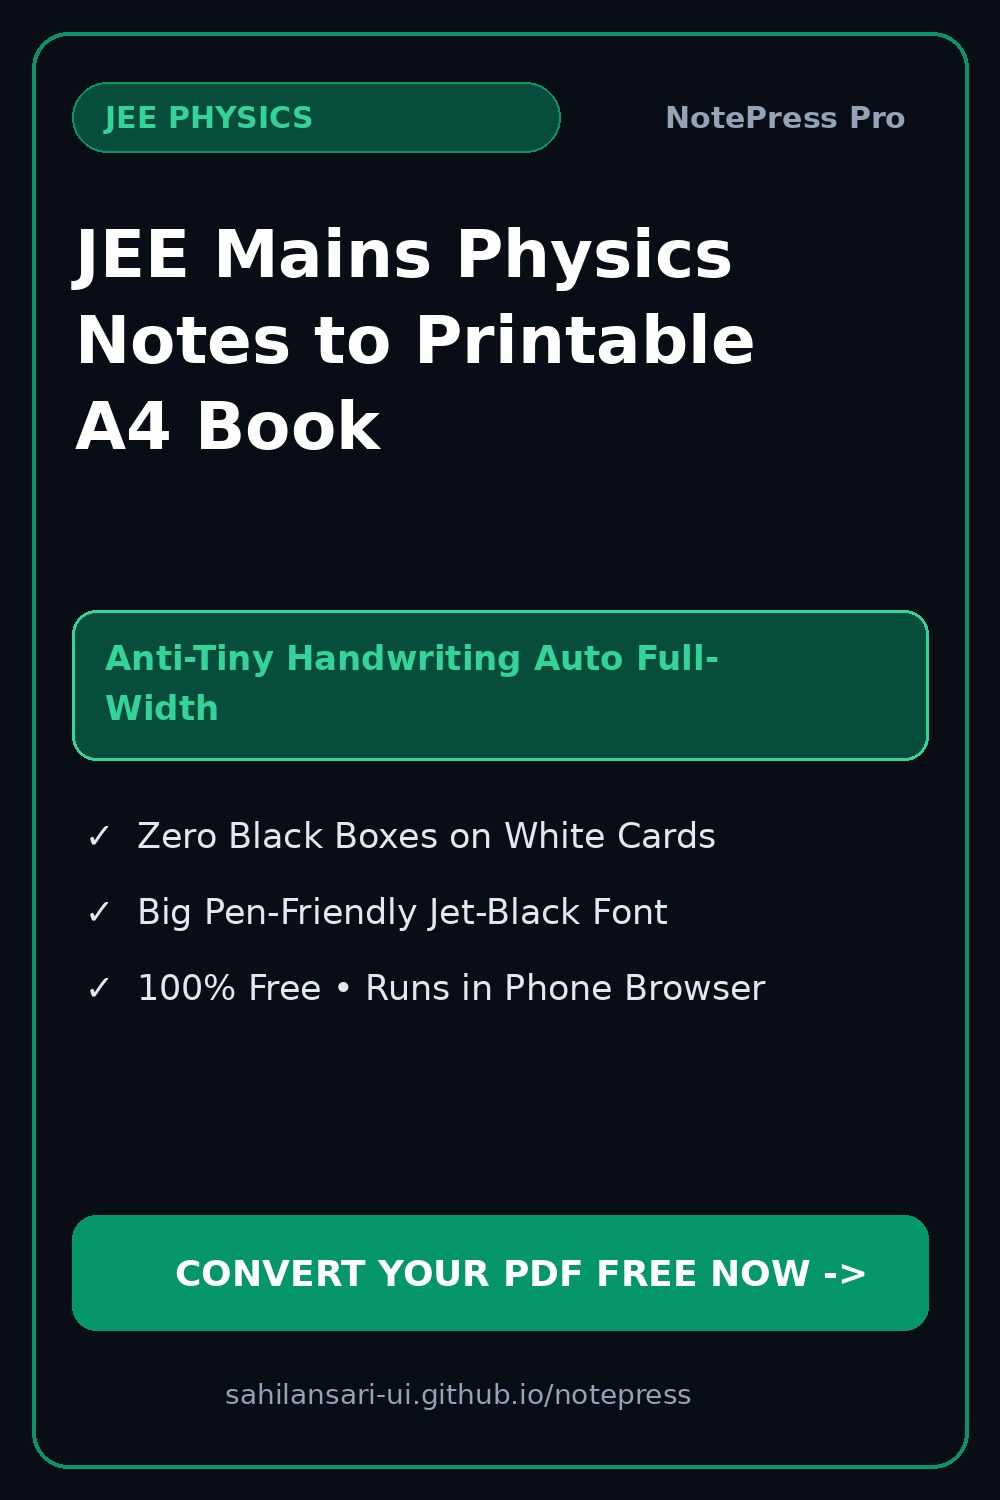 JEE PHYSICS
NotePress Pro
JEE Mains Physics
Notes to Printable
A4 Book
Anti-Tiny Handwriting Auto Full-
Width
✓ Zero Black Boxes on White Cards
✓ Big Pen-Friendly Jet-Black Font
✓ 100% Free • Runs in Phone Browser
CONVERT YOUR PDF FREE NOW ->
sahilansari-ui.github.io/notepress